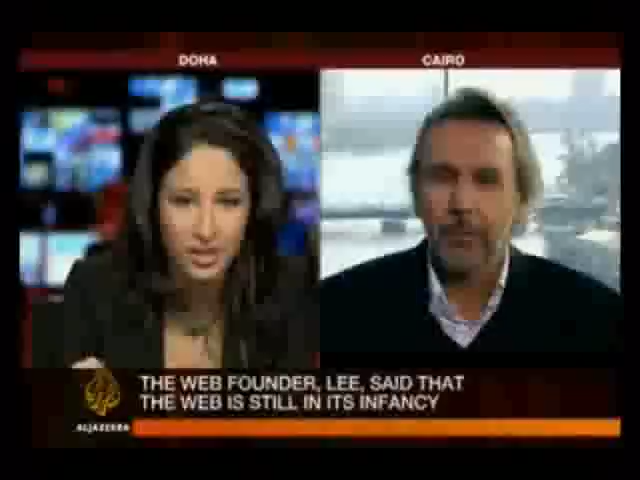 DOHA
CAIRO
THE WEB FOUNDER, LEE, SAID THAT
THE WEB IS STILL IN ITS INFANCY
ALJAZEERA